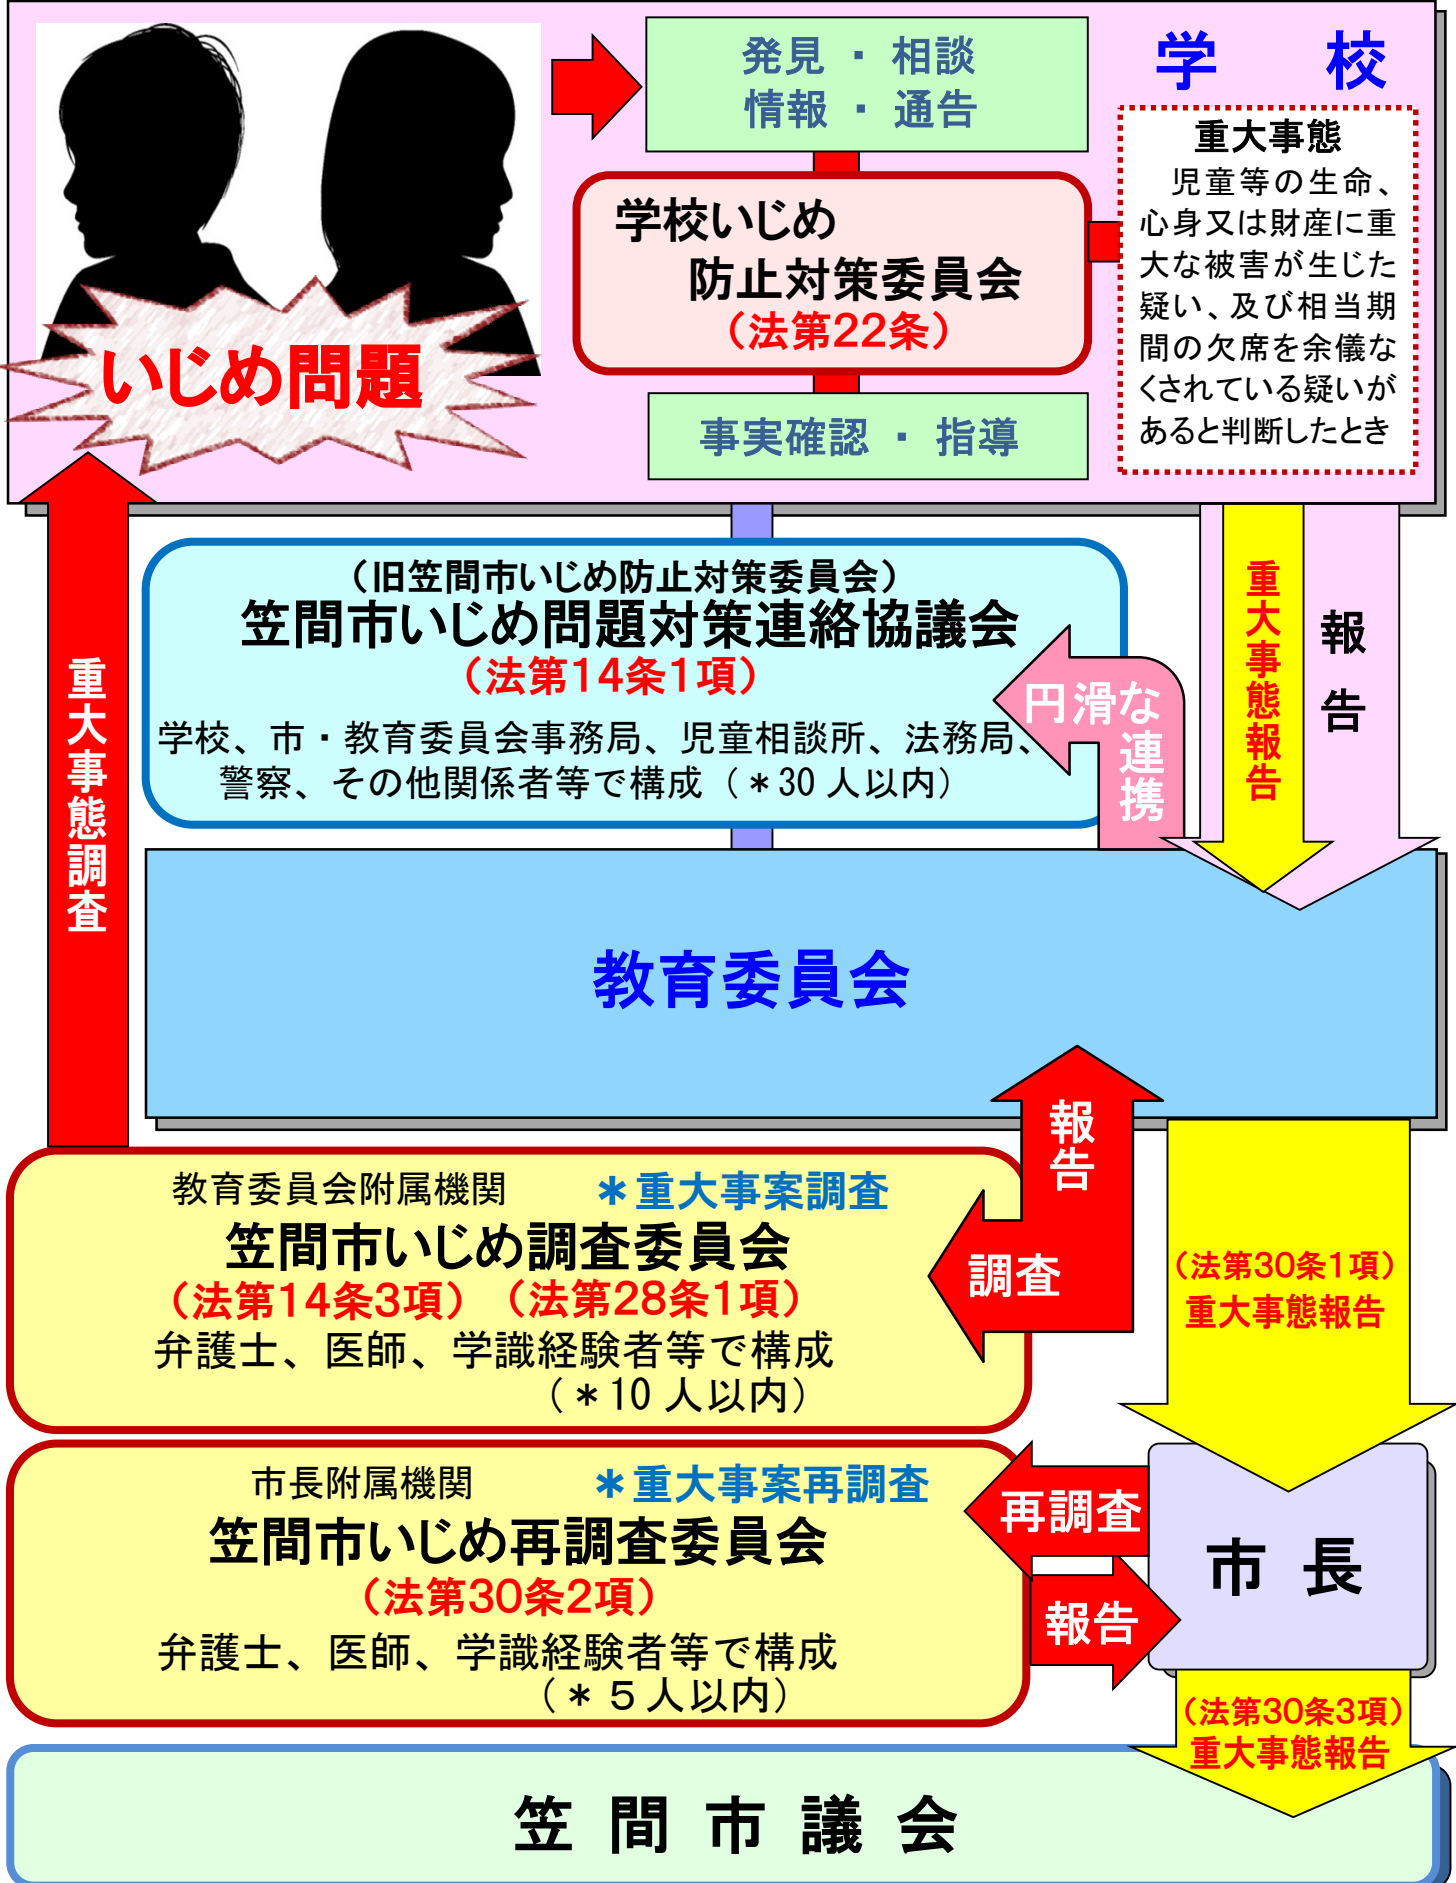 発見 ・ 相談
情報 ・ 通告
学 校
学校いじめ
防止対策委員会
（法第22条）
事実確認 ・ 指導
重大事態
児童等の生命、
心身又は財産に重
大な被害が生じた
疑い、及び相当期
間の欠席を余儀な
くされている疑いが
あると判断したとき
いじめ問題
重大事態調査
（旧笠間市いじめ防止対策委員会）
笠間市いじめ問題対策連絡協議会
（法第14条1項）
学校、市・教育委員会事務局、児童相談所、法務局、
警察、その他関係者等で構成（＊30 人以内）
円滑な
連携
重大事態報告
報告
教育委員会
報告
調査
教育委員会附属機関 ＊重大事案調査
笠間市いじめ調査委員会
（法第14条3項）（法第28条1項）
弁護士、医師、学識経験者等で構成
（＊10 人以内）
（法第30条1項）
重大事態報告
市長附属機関 ＊重大事案再調査
笠間市いじめ再調査委員会
（法第30条2項）
弁護士、医師、学識経験者等で構成
（＊５人以内）
再調査
報告
市 長
（法第30条3項）
重大事態報告
笠 間 市 議 会